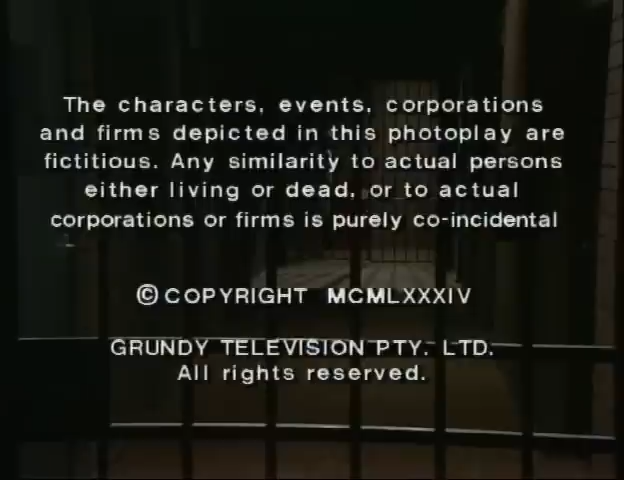 The characters, events, corporations
and firms depicted in this photoplay are
fictitious. Any similarity to actual persons
either living or dead, or to actual
corporations or firms is purely co-incidental
©COPYRIGHT MCMLXXXIV
GRUNDY TELEVISION PTY. LTD.
All rights reserved.